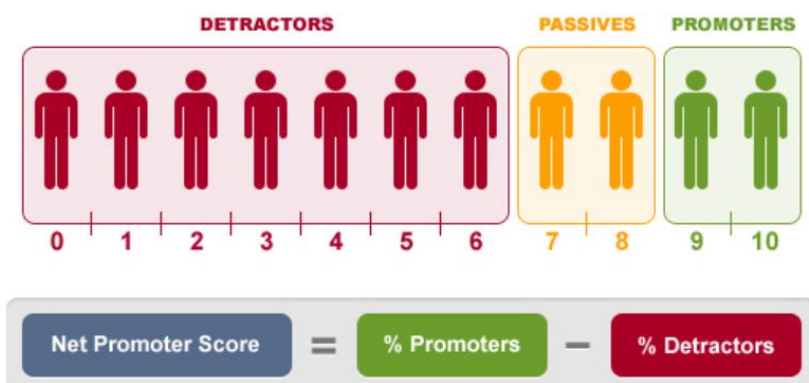 DETRACTORS PASSIVES PROMOTERS
0 1 2 3 4 5 6 7 8 9 10
Net Promoter Score = % Promoters − % Detractors